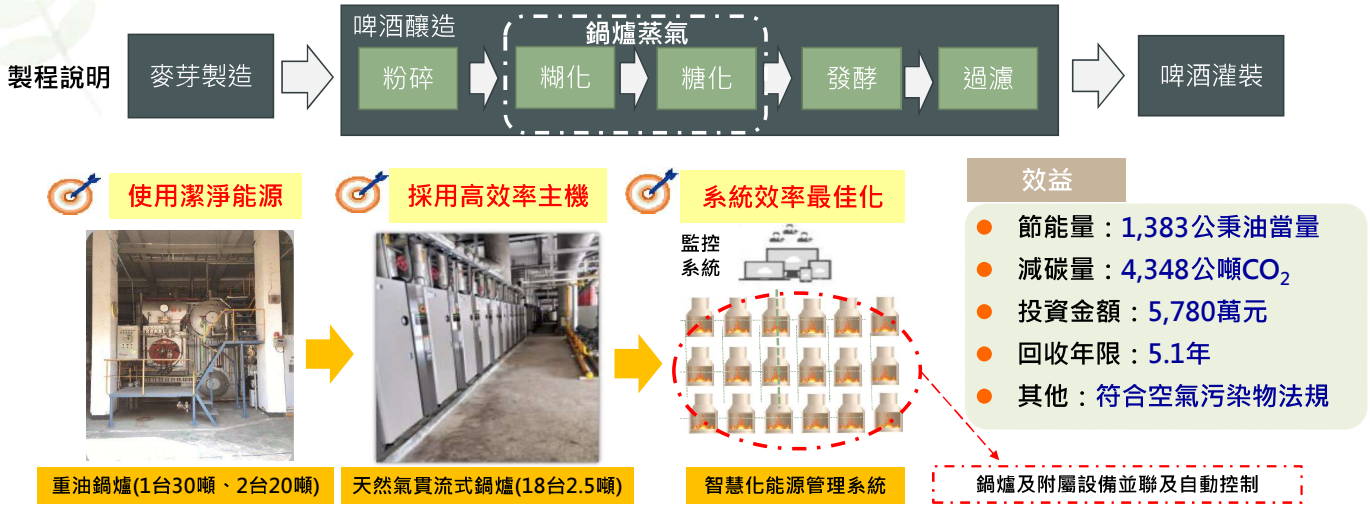 製程說明
麥芽製造
啤酒釀造
鍋爐蒸氣
粉碎
糊化
糖化
發酵
過濾
啤酒灌裝
使用潔淨能源
採用高效率主機
系統效率最佳化
監控
系統
重油鍋爐(1台30噸、2台20噸)
天然氣貫流式鍋爐(18台2.5噸)
智慧化能源管理系統
效益
節能量：1,383公秉油當量
減碳量：4,348公噸CO₂
投資金額：5,780萬元
回收年限：5.1年
其他：符合空氣污染物法規
鍋爐及附屬設備並聯及自動控制